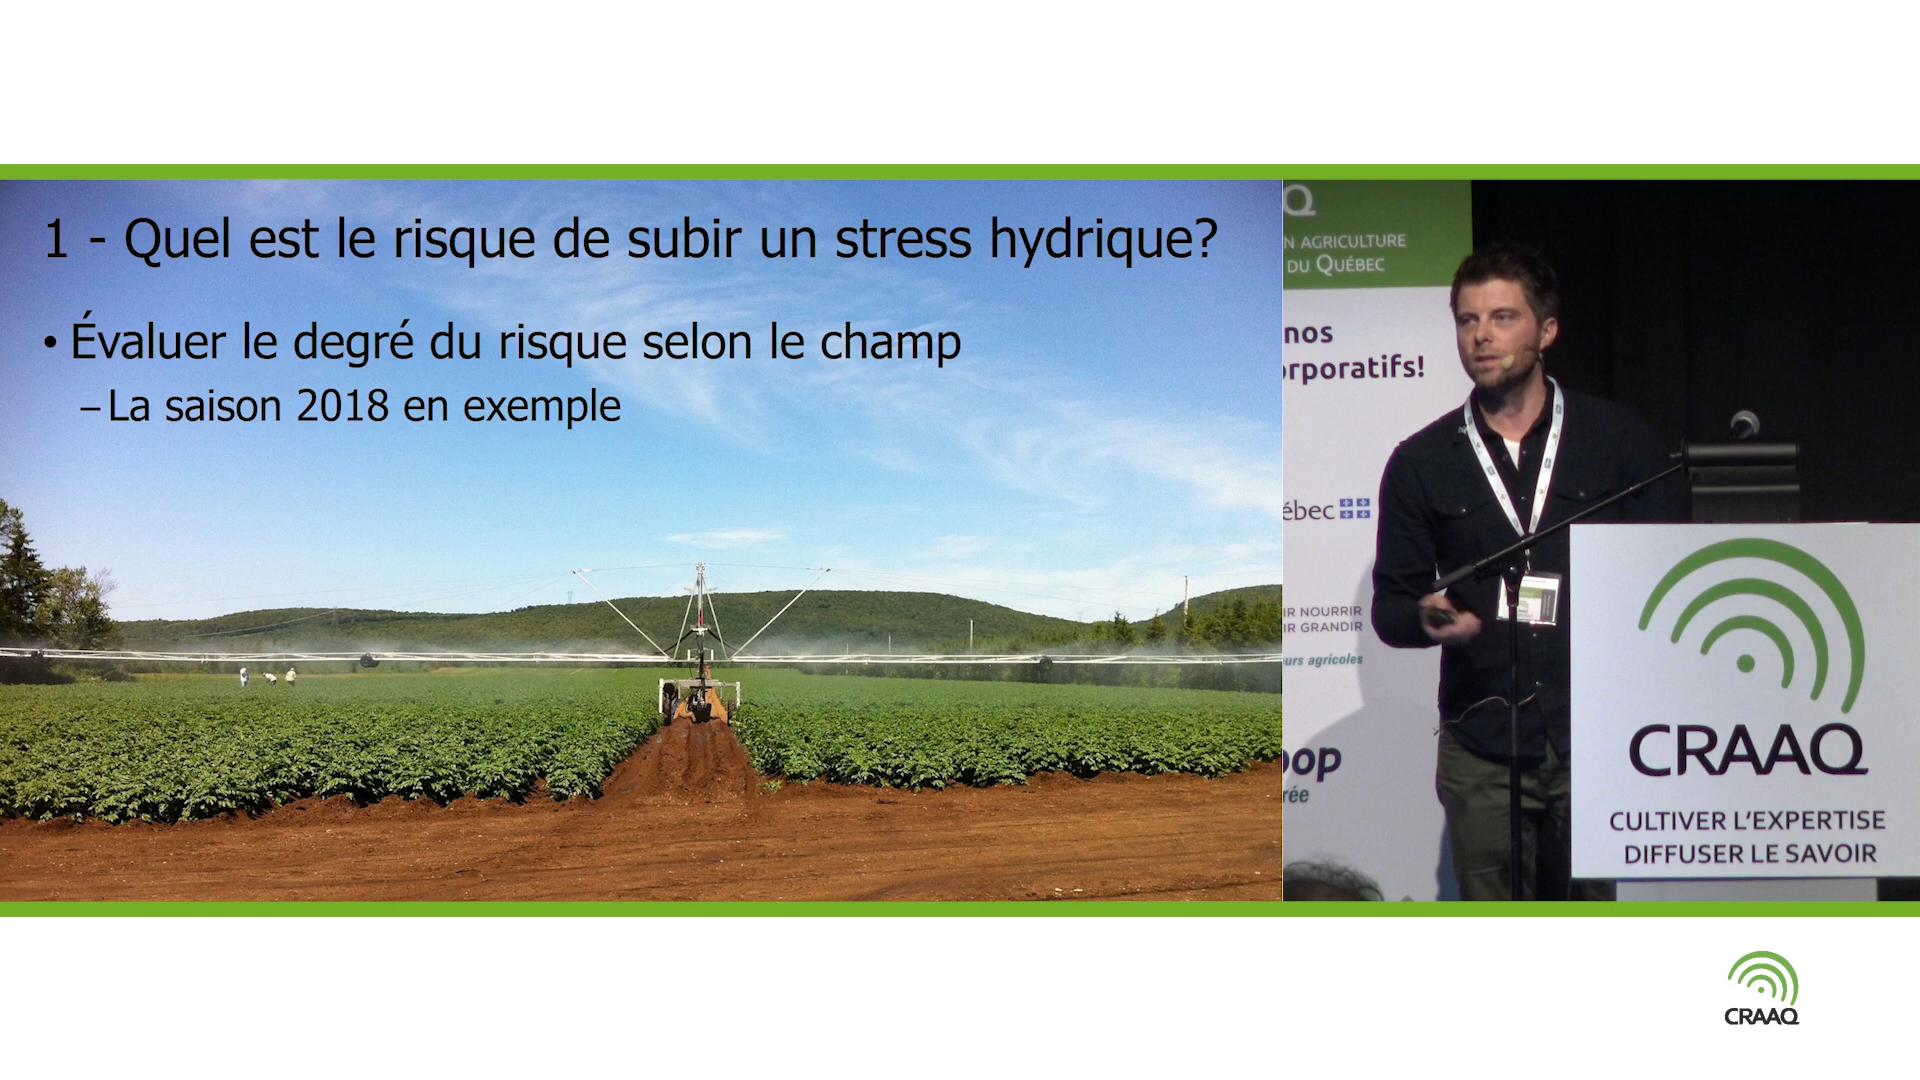 1 - Quel est le risque de subir un stress hydrique?
• Évaluer le degré du risque selon le champ
– La saison 2018 en exemple
Q
N AGRICULTURE
DU QUÉBEC
nos
rporatifs!
ébec
IR NOURRIR
IR GRANDIR
urs agricoles
op
rée
CRAAQ
CULTIVER L'EXPERTISE
DIFFUSER LE SAVOIR
CRAAQ